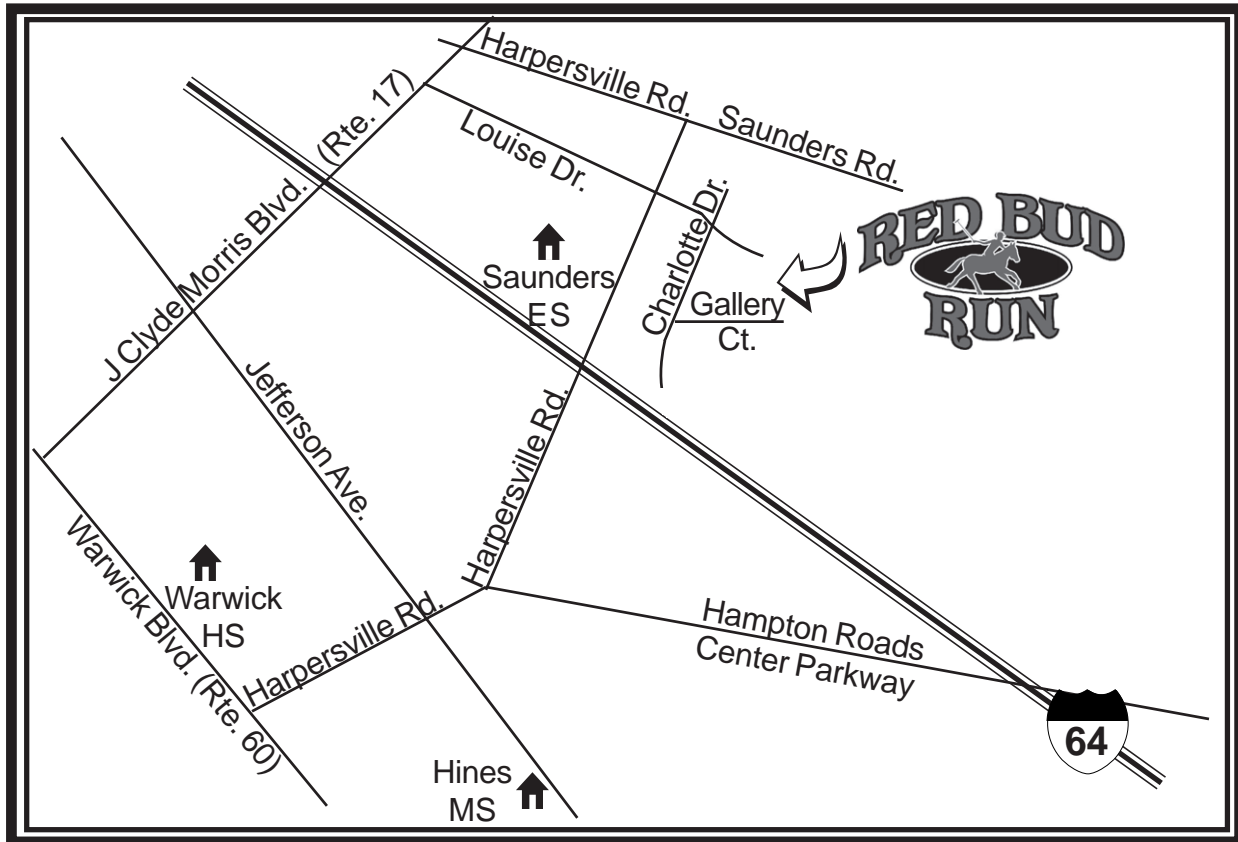 Harpersville Rd.
Saunders Rd.
(Rte. 17)
Louise Dr.
J Clyde Morris Blvd.
Charlotte Dr.
RED BUD
RUN
Saunders
ES
Gallery
Ct.
Jefferson Ave.
Harpersville Rd.
Warwick Blvd. (Rte. 60)
Warwick
HS
Harpersville Rd.
Hampton Roads
Center Parkway
64
Hines
MS